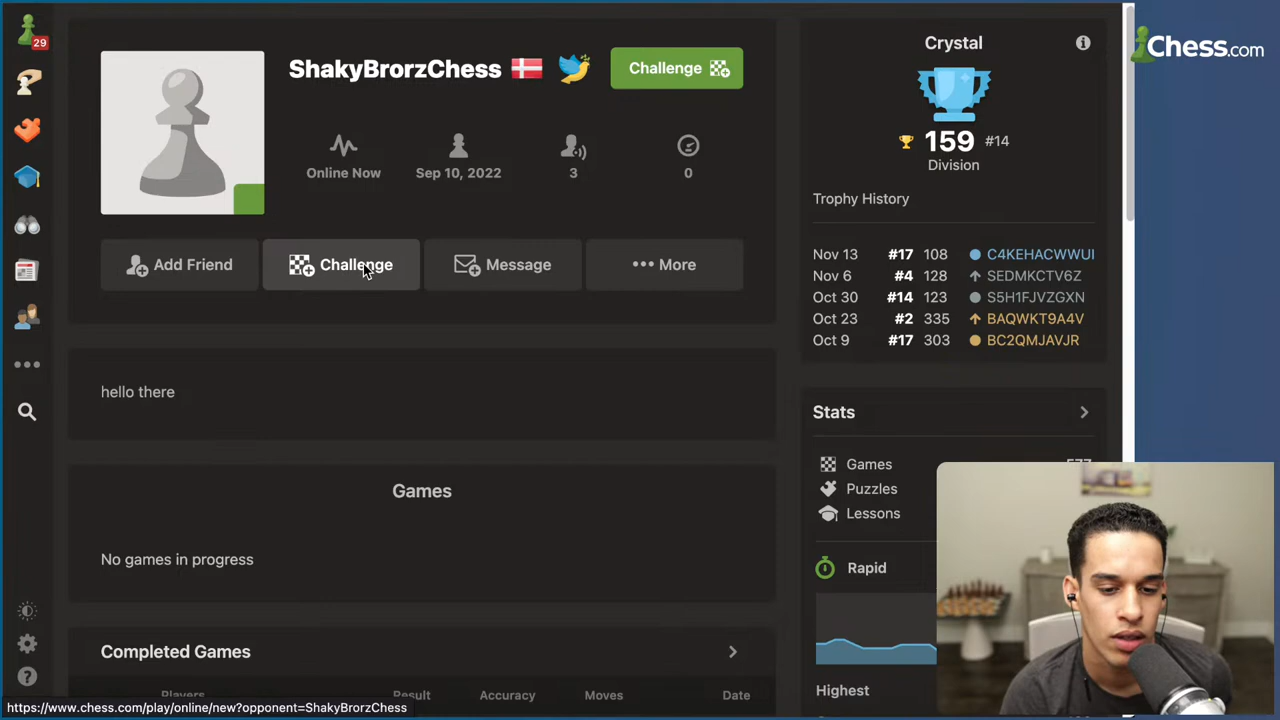 29
ShakyBrorzChess
Challenge
Online Now
Sep 10, 2022
3
0
Add Friend
Challenge
Message
••• More
hello there
Games
No games in progress
Completed Games
Players Result Accuracy Moves Date
https://www.chess.com/play/online/new?opponent=ShakyBrorzChess
Crystal
159 #14
Division
Trophy History
Nov 13 #17 108 C4KEHACWWUI
Nov 6 #4 128 SEDMKCTV6Z
Oct 30 #14 123 S5H1FJVZGXN
Oct 23 #2 335 BAQWKT9A4V
Oct 9 #17 303 BC2QMJAVJR
Stats
Games
Puzzles
Lessons
Rapid
Highest
Chess.com